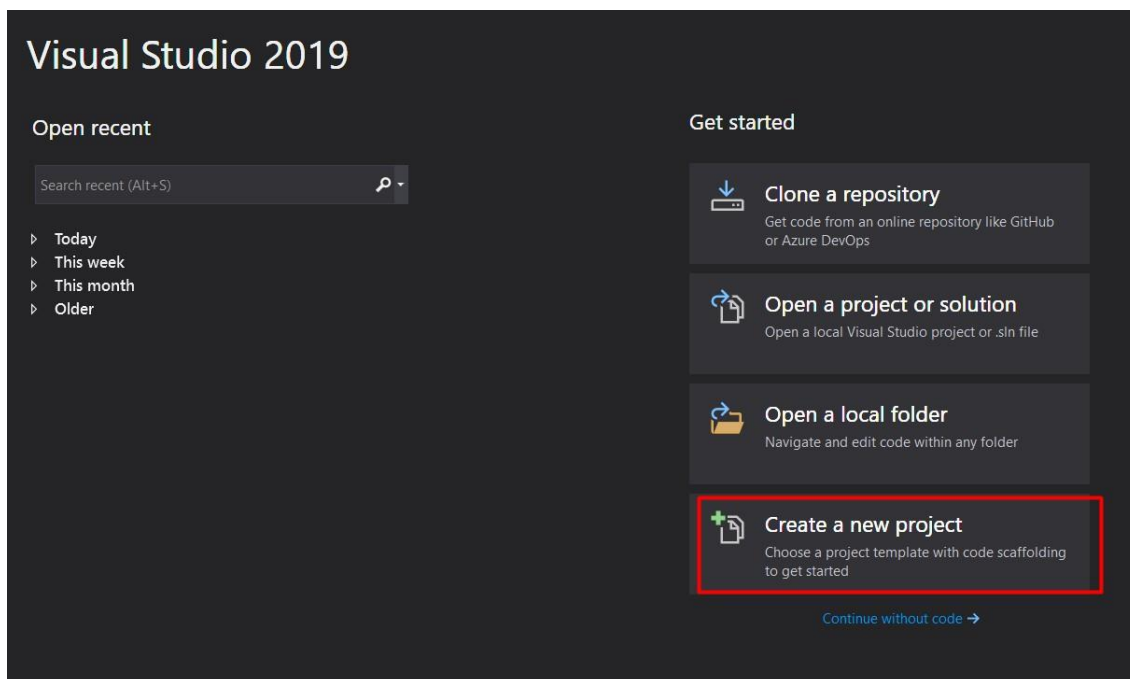 Visual Studio 2019
Open recent
Search recent (Alt+S)
Today
This week
This month
Older
Get started
Clone a repository
Get code from an online repository like GitHub
or Azure DevOps
Open a project or solution
Open a local Visual Studio project or .sln file
Open a local folder
Navigate and edit code within any folder
Create a new project
Choose a project template with code scaffolding
to get started
Continue without code →